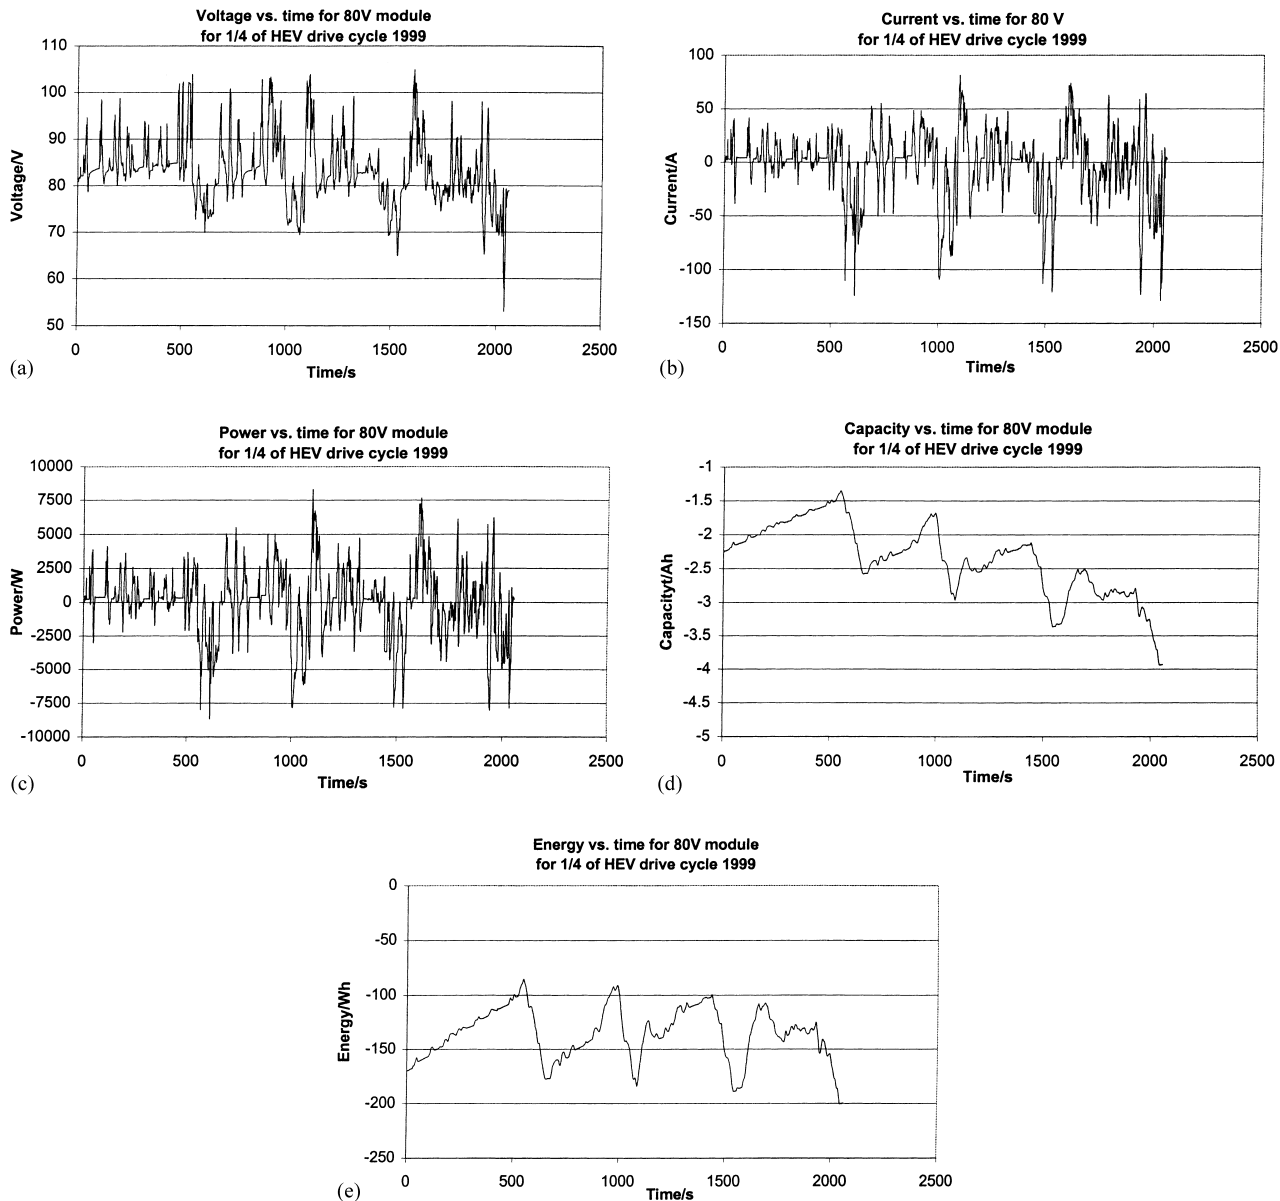 Voltage vs. time for 80V module
for 1/4 of HEV drive cycle 1999
110
100
90
80
70
60
50
Voltage/V
0 500 1000 1500 2000 2500
Time/s
(a)
Current vs. time for 80 V
for 1/4 of HEV drive cycle 1999
100
50
0
-50
-100
-150
Current/A
0 500 1000 1500 2000 2500
Time/s
(b)
Power vs. time for 80V module
for 1/4 of HEV drive cycle 1999
10000
7500
5000
2500
0
-2500
-5000
-7500
-10000
Power/W
0 500 1000 1500 2000 2500
Time/s
(c)
Capacity vs. time for 80V module
for 1/4 of HEV drive cycle 1999
-1
-1.5
-2
-2.5
-3
-3.5
-4
-4.5
-5
Capacityt/Ah
0 500 1000 1500 2000 2500
Time/s
(d)
Energy vs. time for 80V module
for 1/4 of HEV drive cycle 1999
0
-50
-100
-150
-200
-250
Energy/Wh
0 500 1000 1500 2000 2500
Time/s
(e)